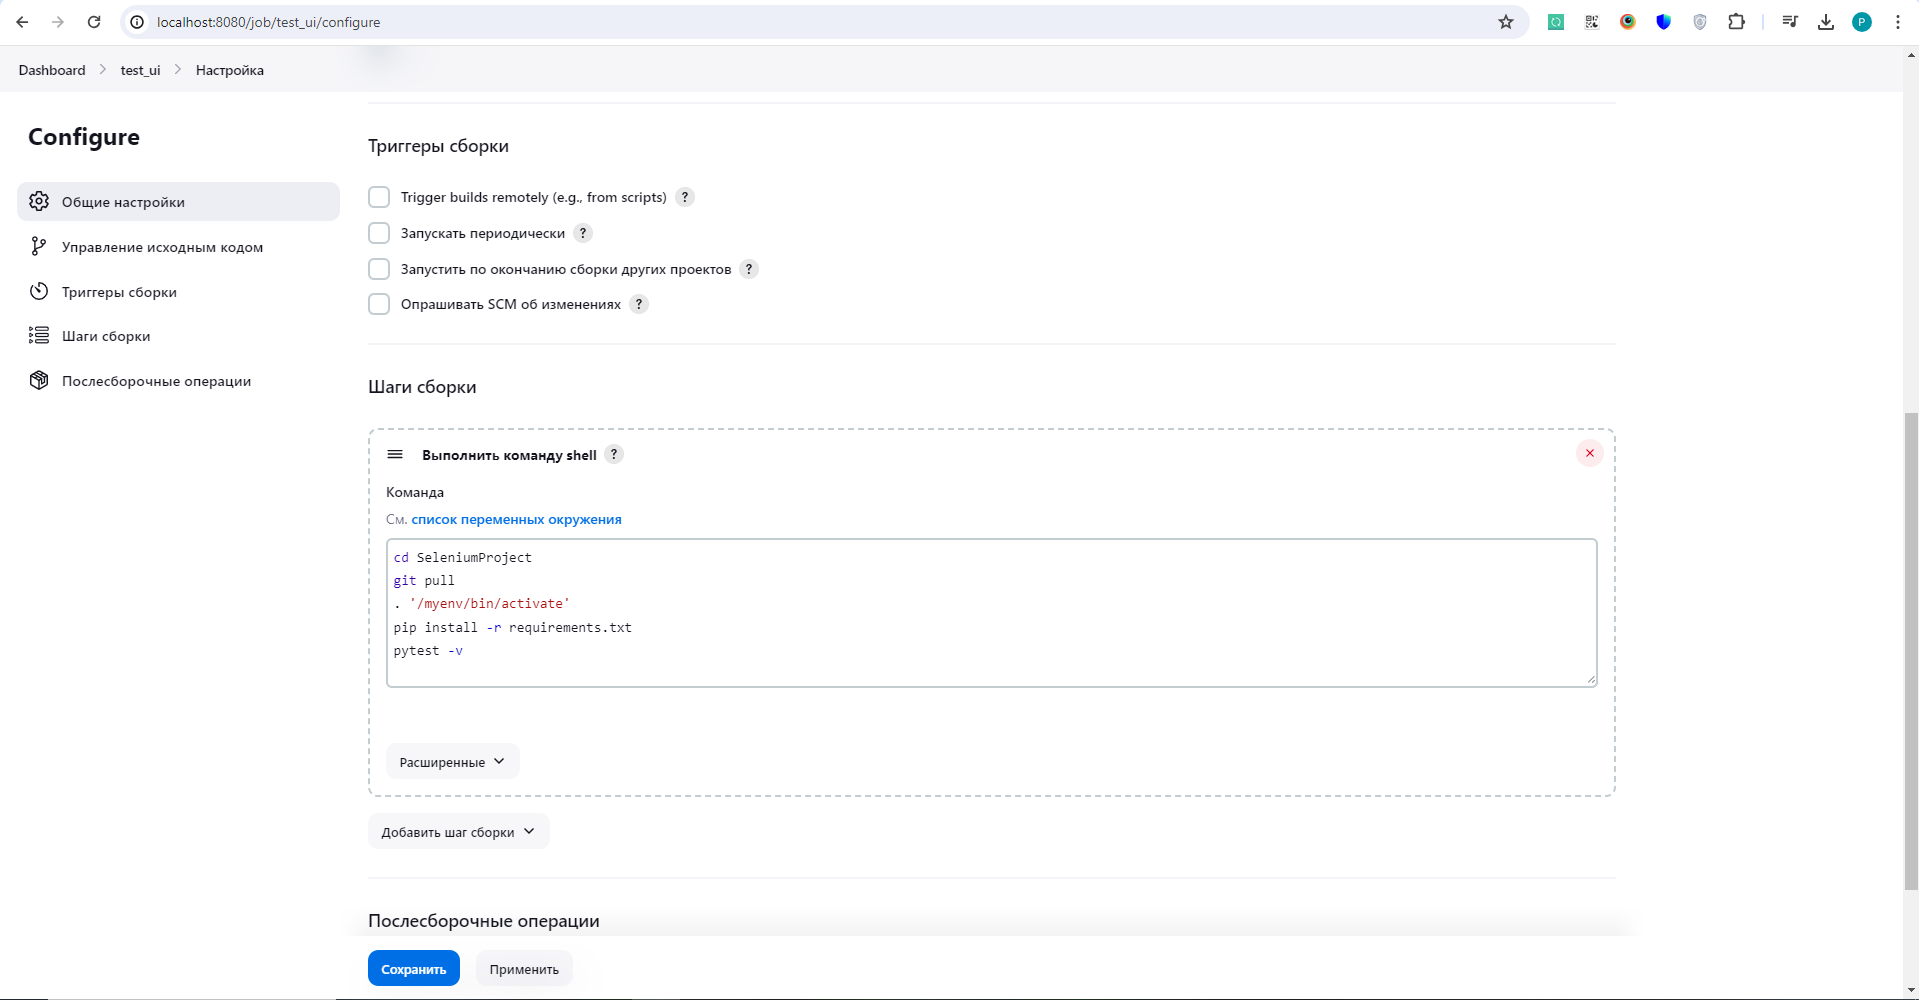 localhost:8080/job/test_ui/configure
P
Dashboard
test_ui
Настройка
Configure
Общие настройки
Управление исходным кодом
Триггеры сборки
Шаги сборки
Послесборочные операции
Триггеры сборки
Trigger builds remotely (e.g., from scripts) ?
Запускать периодически ?
Запустить по окончанию сборки других проектов ?
Опрашивать SCM об изменениях ?
Шаги сборки
Выполнить команду shell ?
Команда
См. список переменных окружения
cd SeleniumProject
git pull
. '/myenv/bin/activate'
pip install -r requirements.txt
pytest -v
Расширенные
Добавить шаг сборки
Послесборочные операции
Сохранить
Применить